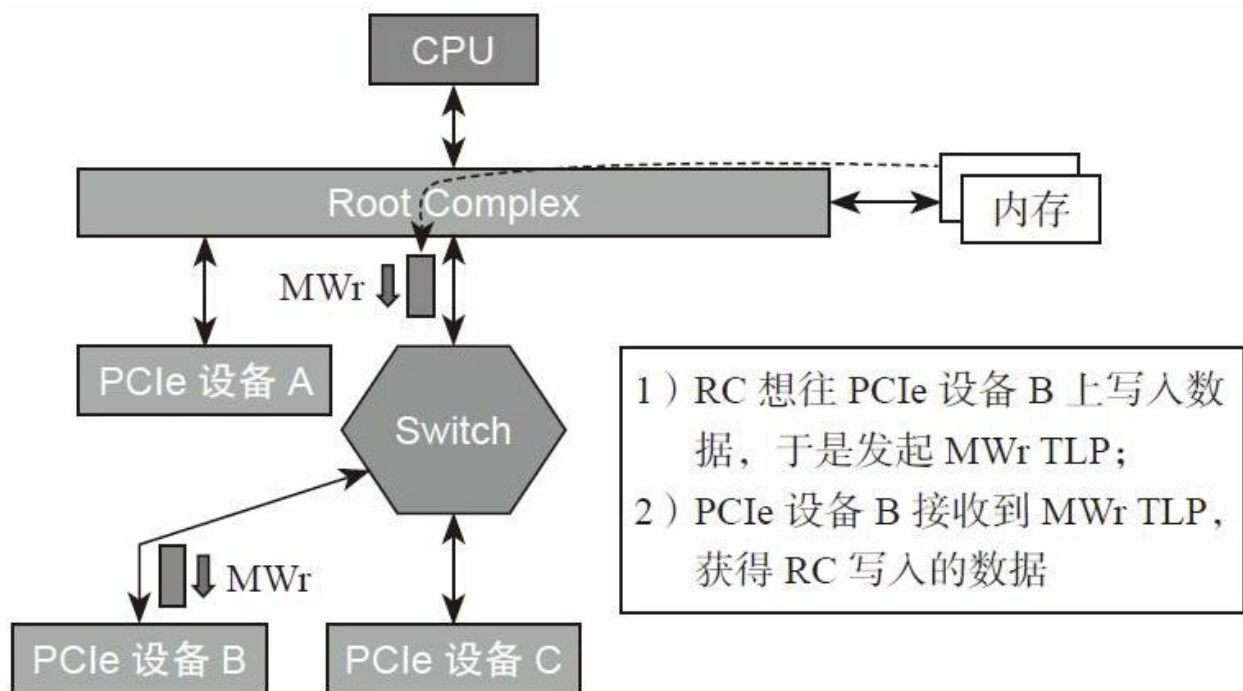 CPU
Root Complex
内存
MWr
PCIe 设备 A
Switch
1）RC 想往 PCIe 设备 B 上写入数
据，于是发起 MWr TLP；
2）PCIe 设备 B 接收到 MWr TLP，
获得 RC 写入的数据
MWr
PCIe 设备 B
PCIe 设备 C